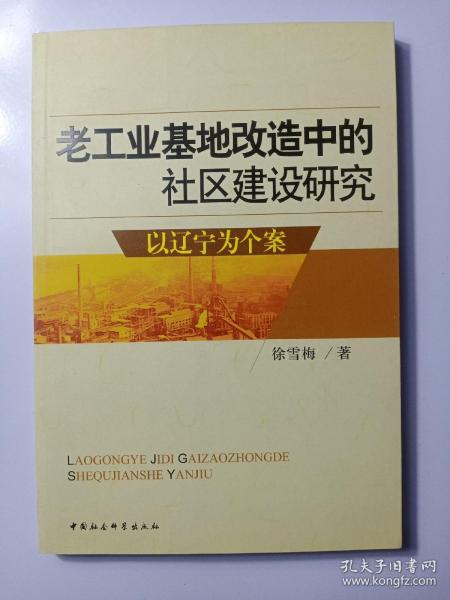 老工业基地改造中的
社区建设研究
以辽宁为个案
徐雪梅／著
LAOGONGYE JIDI GAIZAOZHONGDE
SHEQUJIANSHE YANJIU
中国社会科学出版社
孔夫子旧书网
www.kongfz.com